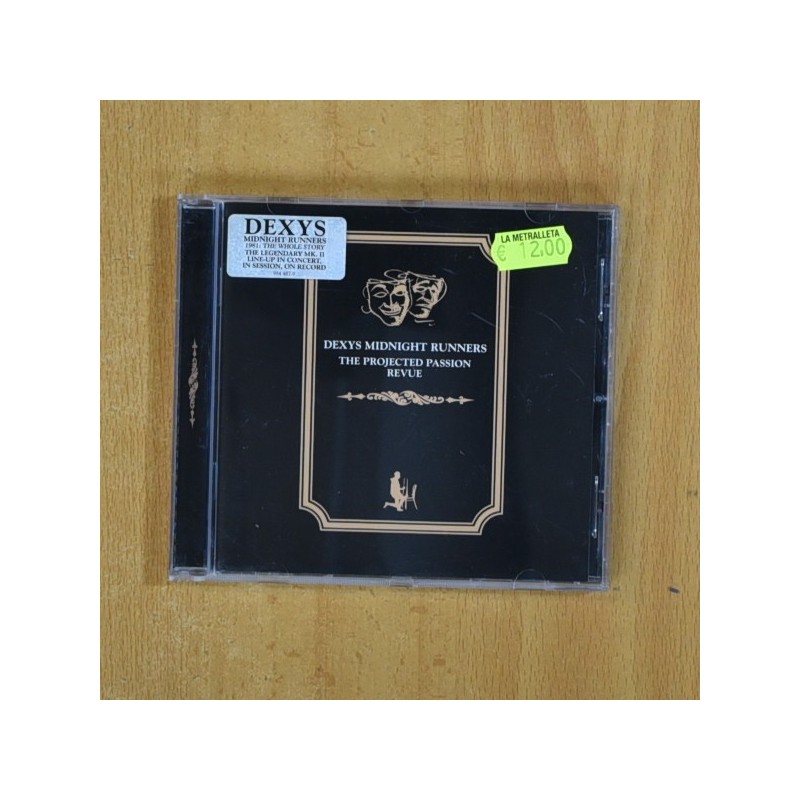 DEXYS
MIDNIGHT RUNNERS
1981: THE WHOLE STORY
THE LEGENDARY MK. II
LINE-UP IN CONCERT,
IN SESSION, ON RECORD
LA METRALLETA
€ 12,00
DEXYS MIDNIGHT RUNNERS
THE PROJECTED PASSION
REVUE